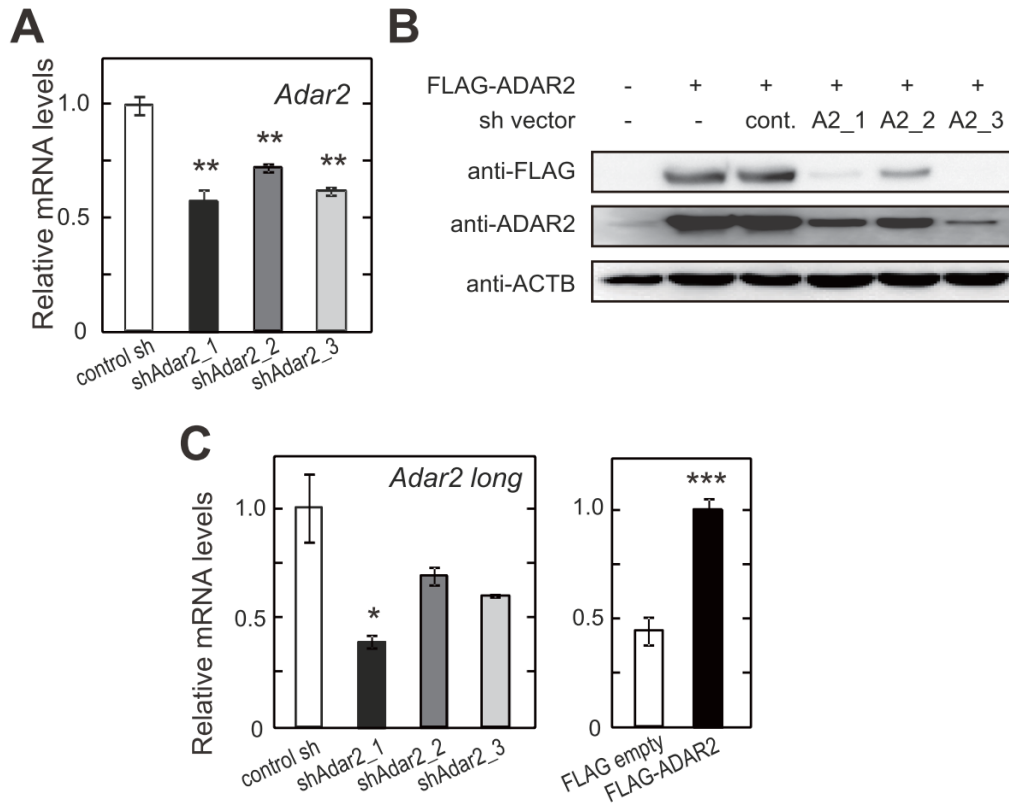 A
Relative mRNA levels
1.0
0.5
0
Adar2
**
**
**
control sh
shAdar2_1
shAdar2_2
shAdar2_3
B
FLAG-ADAR2 - + + + + +
sh vector - - cont. A2_1 A2_2 A2_3
anti-FLAG
anti-ADAR2
anti-ACTB
C
Relative mRNA levels
1.0
0.5
0
Adar2 long
*
control sh
shAdar2_1
shAdar2_2
shAdar2_3
1.0
0.5
0
***
FLAG empty
FLAG-ADAR2